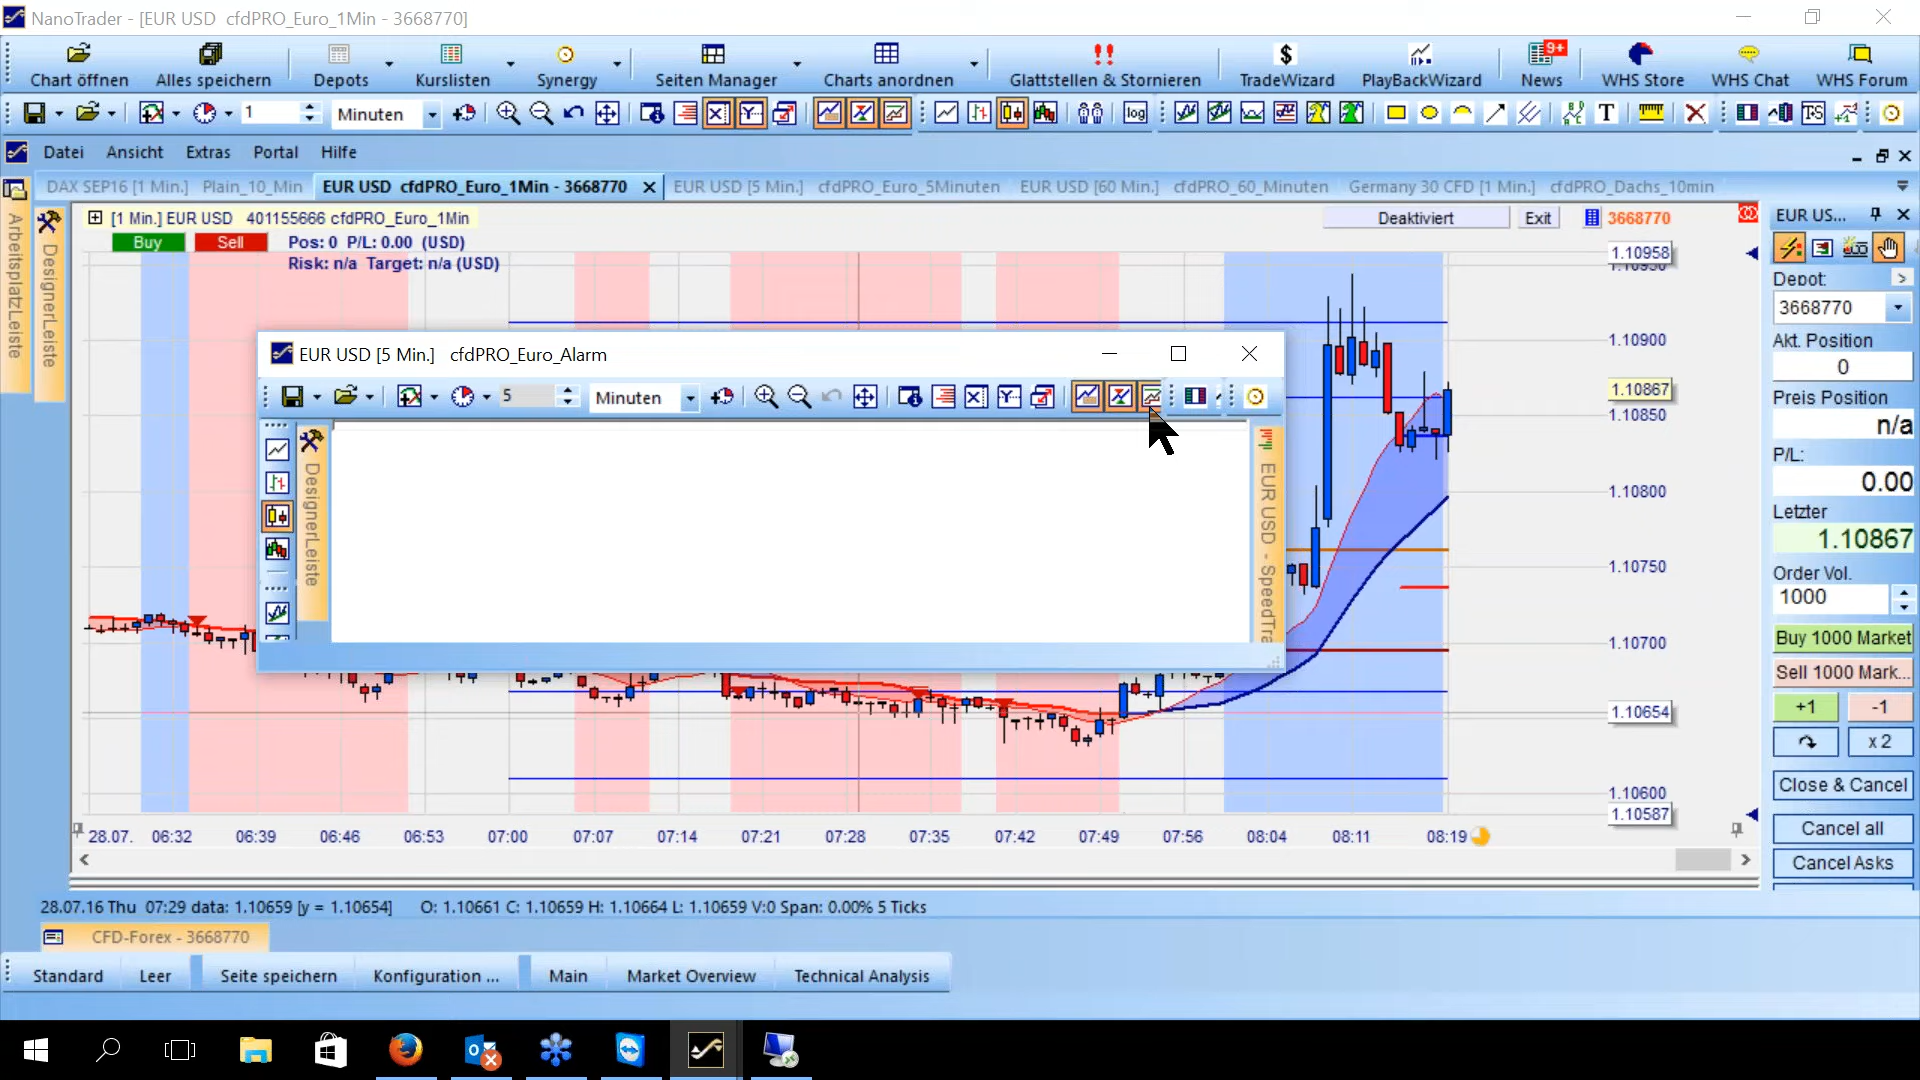 NanoTrader - [EUR USD cfdPRO_Euro_1Min - 3668770]
Chart öffnen Alles speichern Depots Kurslisten Synergy Seiten Manager Charts anordnen Glattstellen & Stornieren TradeWizard PlayBackWizard News 9+ WHS Store WHS Chat WHS Forum
1 Minuten log T TS
Datei Ansicht Extras Portal Hilfe
DAX SEP16 [1 Min.] Plain_10_Min EUR USD cfdPRO_Euro_1Min - 3668770 EUR USD [5 Min.] cfdPRO_Euro_5Minuten EUR USD [60 Min.] cfdPRO_60_Minuten Germany 30 CFD [1 Min.] cfdPRO_Dachs_10min
ArbeitsplatzLeiste
DesignerLeiste
[1 Min.] EUR USD 401155666 cfdPRO_Euro_1Min
Deaktiviert Exit 3668770
Buy Sell Pos: 0 P/L: 0.00 (USD)
Risk: n/a Target: n/a (USD)
EUR USD [5 Min.] cfdPRO_Euro_Alarm
5 Minuten
DesignerLeiste
EUR USD - SpeedTra
1.10958
1.10950
1.10900
1.10867
1.10850
1.10800
1.10750
1.10700
1.10654
1.10600
1.10587
28.07. 06:32 06:39 06:46 06:53 07:00 07:07 07:14 07:21 07:28 07:35 07:42 07:49 07:56 08:04 08:11 08:19
EUR US...
Depot:
3668770
Akt. Position
0
Preis Position
n/a
P/L:
0.00
Letzter
1.10867
Order Vol.
1000
Buy 1000 Market
Sell 1000 Mark...
+1 -1
x 2
Close & Cancel
Cancel all
Cancel Asks
28.07.16 Thu 07:29 data: 1.10659 [y = 1.10654] O: 1.10661 C: 1.10659 H: 1.10664 L: 1.10659 V:0 Span: 0.00% 5 Ticks
CFD-Forex - 3668770
Standard Leer Seite speichern Konfiguration ... Main Market Overview Technical Analysis